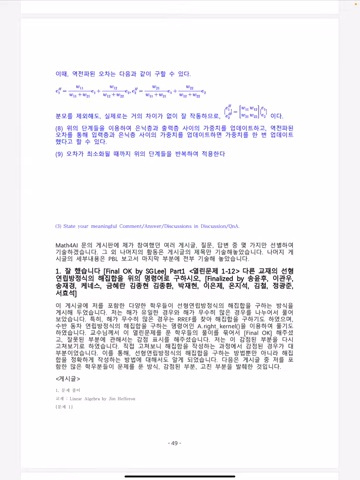 이때, 역전파된 오차는 다음과 같이 구할 수 있다.
분모를 제외해도, 실제로는 거의 차이가 없이 잘 작동하므로, 이다.
(8) 위의 단계들을 이용하여 은닉층과 출력층 사이의 가중치를 업데이트하고, 역전파된
오차를 통해 입력층과 은닉층 사이의 가중치를 업데이트하면 가중치를 한 번 업데이트
했다고 할 수 있다.
(9) 오차가 최소화될 때까지 위의 단계들을 반복하여 적용한다
(3) State your meaningful Comment/Answer/Discussions in Discussion/QnA.
Math4AI 문의 게시판에 제가 참여했던 여러 게시글, 질문, 답변 중 몇 가지만 선별하여
기술하겠습니다. 그 외 나머지의 활동은 게시글의 제목만 기술해놓았습니다. 나머지 게
시글의 세부내용은 PBL 보고서 마지막 부분에 전부 기술해 놓았습니다.
1. 잘 했습니다 [Final OK by SGLee] Part1 <열린문제 1-12> 다른 교재의 선형
연립방정식의 해집합을 위의 명령어로 구하시오, [Finalized by 송윤호, 이관우,
송재경, 케네스, 금혜란 김종현 김종환, 박재현, 이은제, 온지석, 김철, 정광준,
서효석]
이 게시글에 저를 포함한 다양한 학우들이 선형연립방정식의 해집합을 구하는 방식을
게시해 두었습니다. 저는 해가 유일한 경우와 해가 무수히 많은 경우를 나누어서 풀어
보았습니다. 특히, 해가 무수히 많은 경우는 RREF를 찾아 해집합을 구하기도 하였으며,
수반 동차 연립방정식의 해집합을 구하는 명령어인 A.right_kernel()을 이용하여 풀기도
하였습니다. 교수님께서 이 열린문제를 푼 학우들의 풀이를 묶어서 [Final OK] 해주셨
고, 잘못된 부분에 관해서는 감점 표시를 해주셨습니다. 저는 이 감점된 부분을 다시
고쳐보기로 하였습니다. 직접 고쳐보니 해집합을 작성하는 과정에서 감점된 경우가 대
부분이었습니다. 이를 통해, 선형연립방정식의 해집합을 구하는 방법뿐만 아니라 해집
합을 정확하게 작성하는 방법에 대해서도 알게 되었습니다. 다음은 게시글 중 저를 포
함한 많은 학우분들이 문제를 푼 방식, 감점된 부분, 고친 부분을 발췌한 것입니다.
<게시글>
1. 문제 풀이
교재 : Linear Algebra by Jim Hefferon
[문제 1]
- 49 -